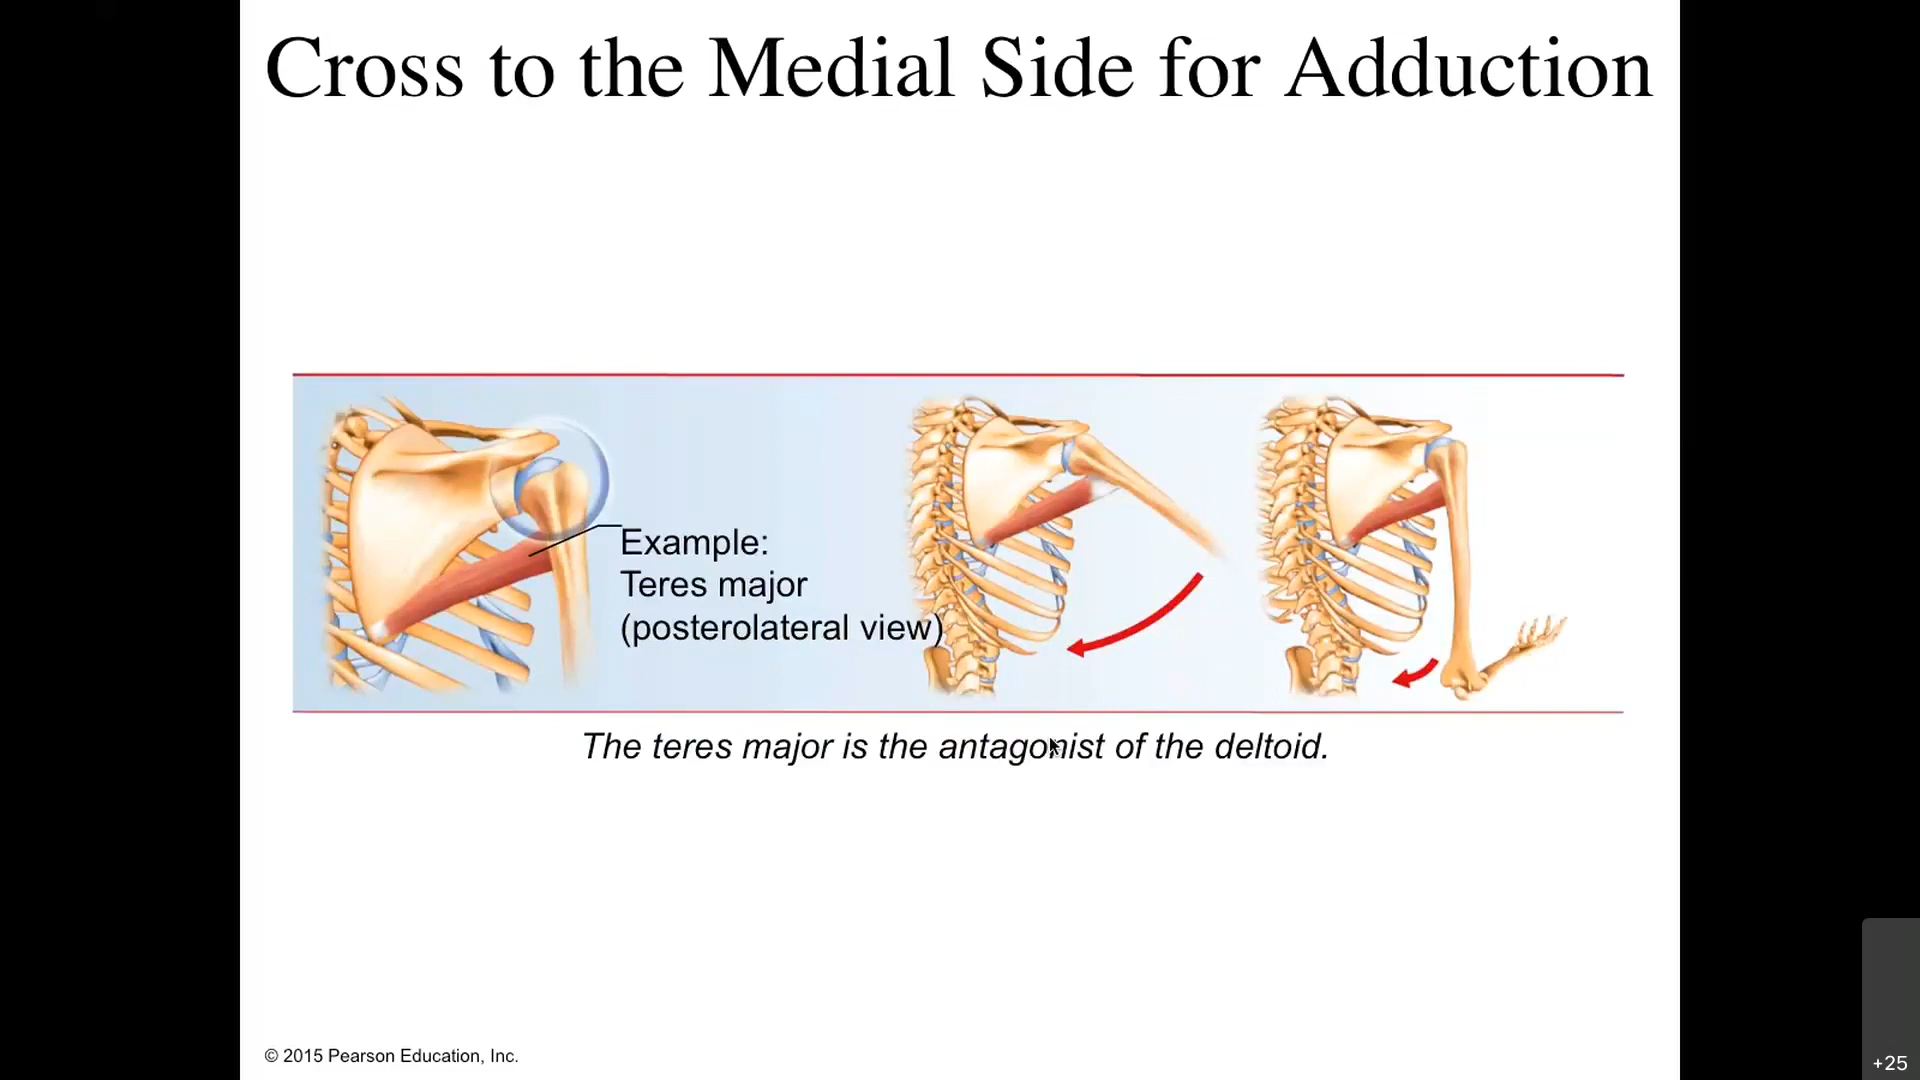 Cross to the Medial Side for Adduction
Example:
Teres major
(posterolateral view)
The teres major is the antagonist of the deltoid.
© 2015 Pearson Education, Inc.
+25